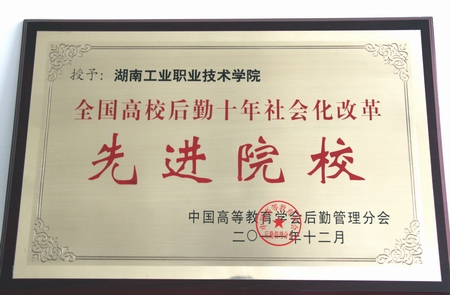 授予：湖南工业职业技术学院
全国高校后勤十年社会化改革
先进院校
中国高等教育学会后勤管理分会
二〇一 年十二月